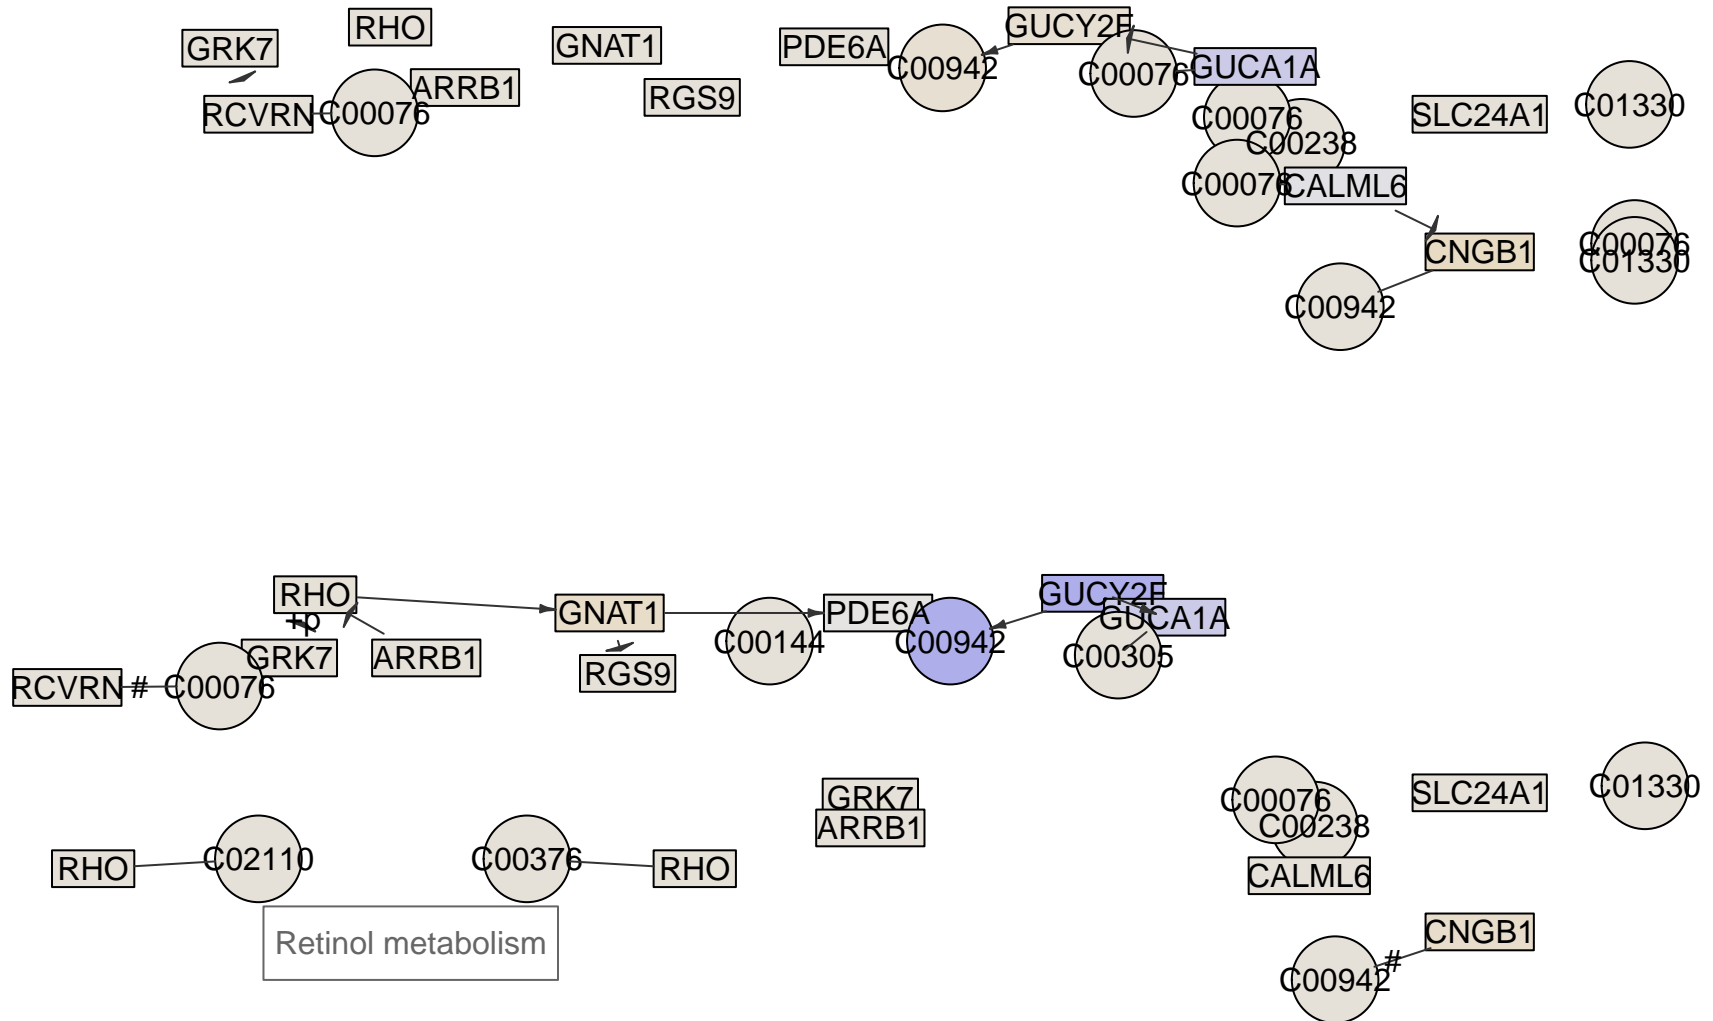 RHO
GRK7
GNAT1
PDE6A
GUCY2F
C00942
C00076
GUCA1A
ARRB1
RGS9
RCVRN
C00076
C00076
C00238
SLC24A1
C01330
C00076
CALML6
CNGB1
C00076
C01330
C00942
RHO
+p
GNAT1
PDE6A
GUCY2F
GUCA1A
C00144
C00942
C00305
GRK7
ARRB1
RGS9
RCVRN
#
C00076
GRK7
ARRB1
C00076
C00238
SLC24A1
C01330
RHO
C02110
C00376
RHO
CALML6
Retinol metabolism
CNGB1
#
C00942